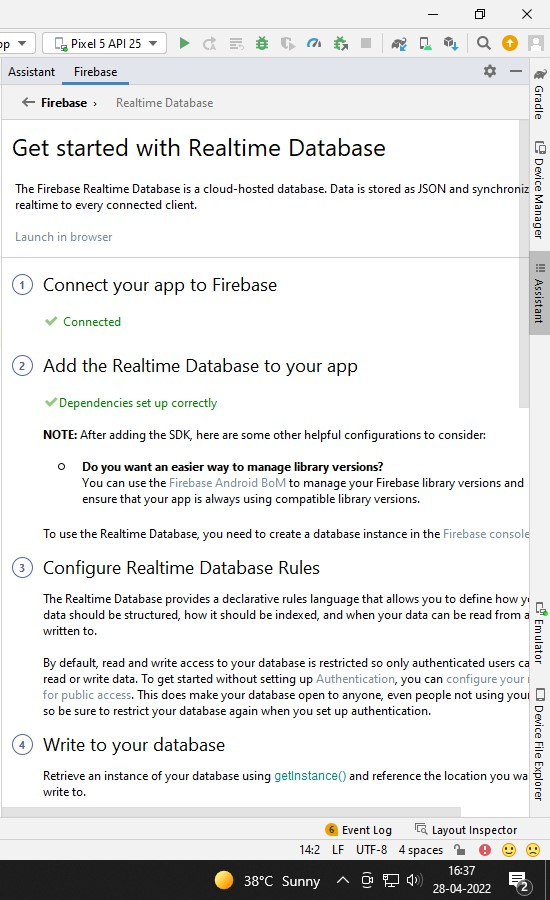 Pixel 5 API 25
Assistant Firebase
Firebase › Realtime Database
Get started with Realtime Database
The Firebase Realtime Database is a cloud-hosted database. Data is stored as JSON and synchroniz
realtime to every connected client.
Launch in browser
1 Connect your app to Firebase
Connected
2 Add the Realtime Database to your app
Dependencies set up correctly
NOTE: After adding the SDK, here are some other helpful configurations to consider:
Do you want an easier way to manage library versions?
You can use the Firebase Android BoM to manage your Firebase library versions and
ensure that your app is always using compatible library versions.
To use the Realtime Database, you need to create a database instance in the Firebase console
3 Configure Realtime Database Rules
The Realtime Database provides a declarative rules language that allows you to define how y
data should be structured, how it should be indexed, and when your data can be read from a
written to.
By default, read and write access to your database is restricted so only authenticated users ca
read or write data. To get started without setting up Authentication, you can configure your
for public access. This does make your database open to anyone, even people not using your
so be sure to restrict your database again when you set up authentication.
4 Write to your database
Retrieve an instance of your database using getInstance() and reference the location you wa
write to.
Gradle
Device Manager
Assistant
Emulator
Device File Explorer
6 Event Log Layout Inspector
14:2 LF UTF-8 4 spaces
38°C Sunny
16:37
28-04-2022
2